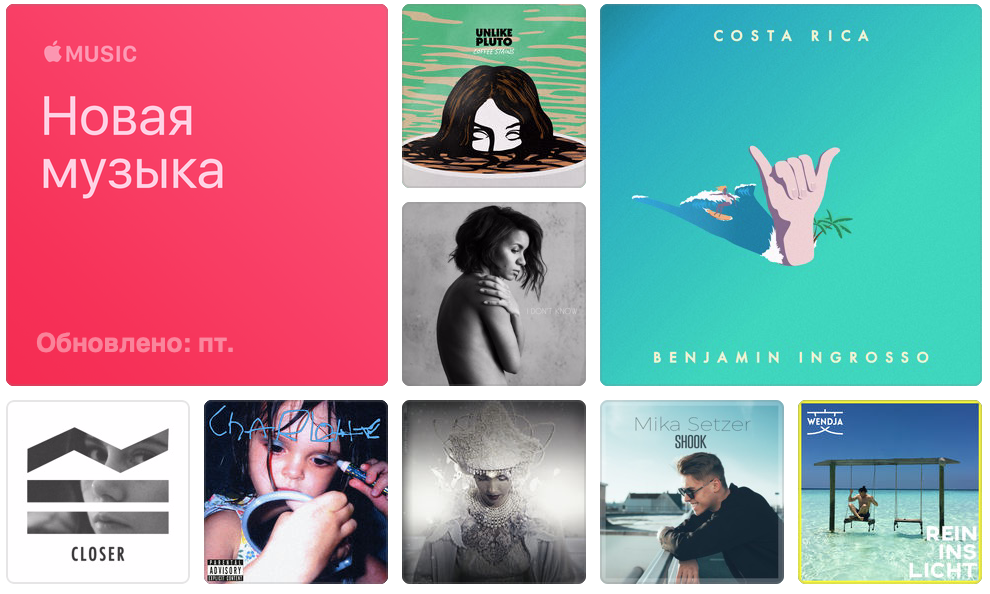 MUSIC
Новая
музыка
Обновлено: пт.
UNLIKE
PLUTO
COFFEE STAINS
COSTA RICA
BENJAMIN INGROSSO
I DON'T KNOW
CLOSER
CHARLOTTE
PARENTAL
ADVISORY
EXPLICIT CONTENT
Mika Setzer
SHOOK
WENDJA
REIN
INS
LICHT